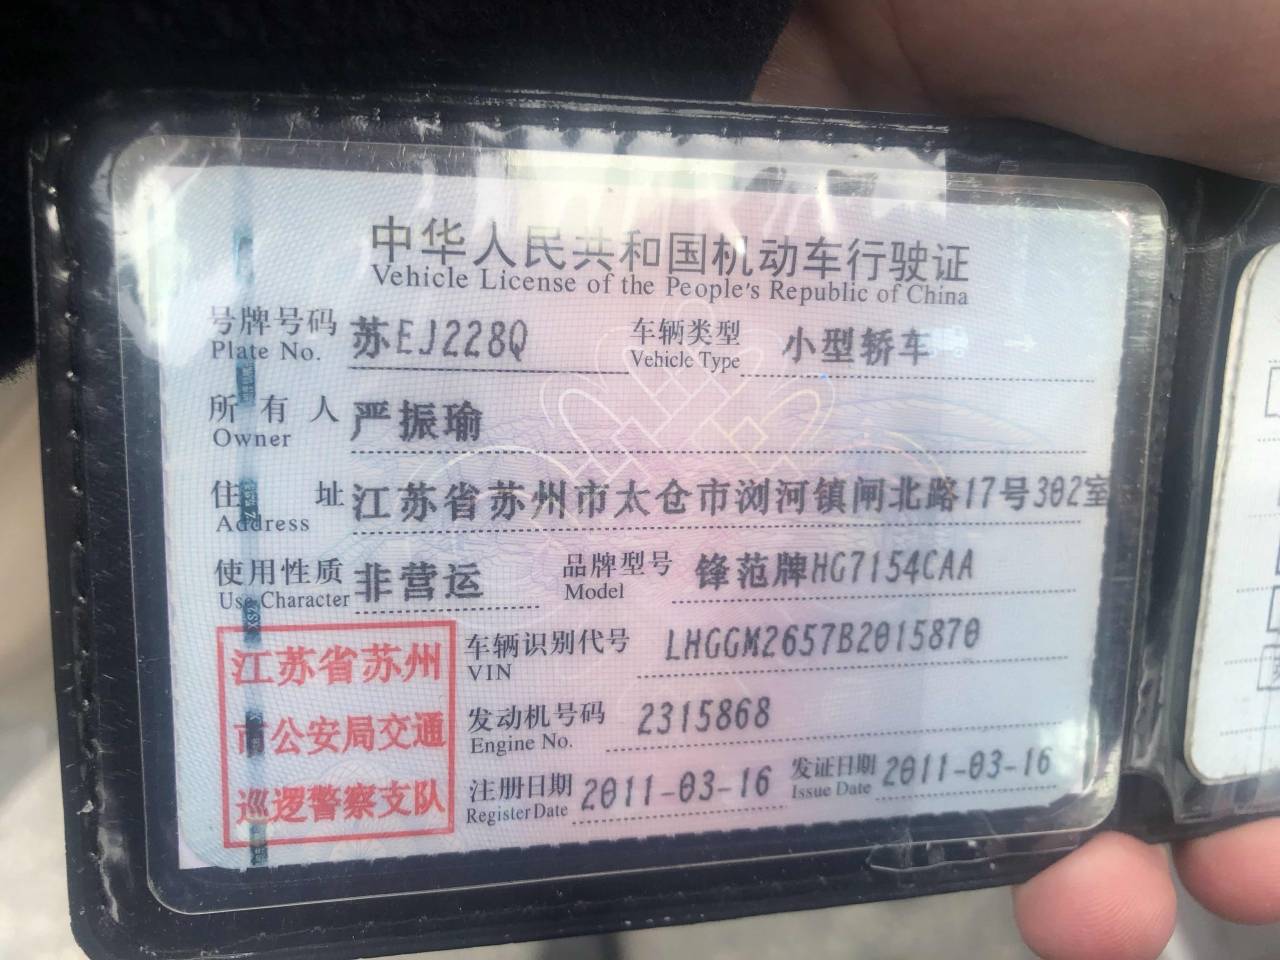 中华人民共和国机动车行驶证
Vehicle License of the People's Republic of China
号牌号码 苏EJ228Q 车辆类型 小型轿车
Plate No. Vehicle Type
所有人 严振瑜
Owner
住址 江苏省苏州市太仓市浏河镇闸北路17号302室
Address
使用性质 非营运 品牌型号 锋范牌HG7154CAA
Use Character Model
车辆识别代号 LHGGM2657B2015870
VIN
发动机号码 2315868
Engine No.
注册日期 2011-03-16 发证日期 2011-03-16
Register Date Issue Date
江苏省苏州
市公安局交通
巡逻警察支队